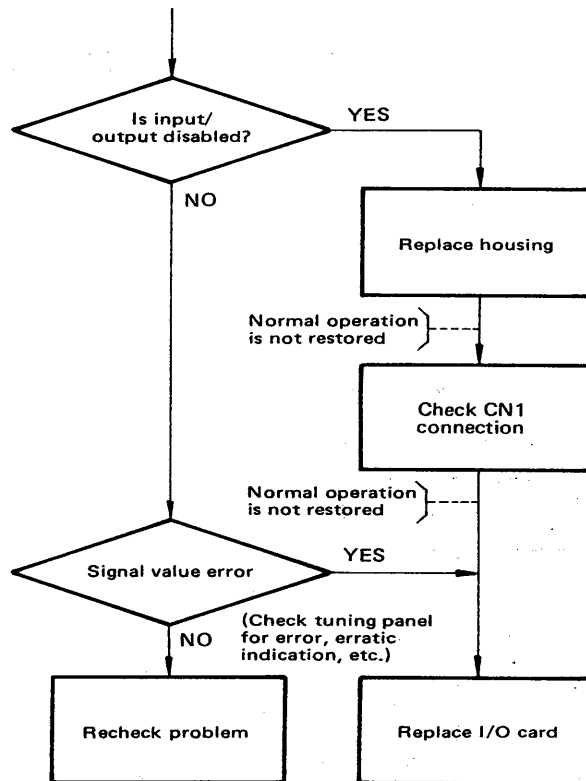 Is input/
output disabled?
YES
NO
Replace housing
Normal operation
is not restored
Check CN1
connection
Normal operation
is not restored
Signal value error
YES
NO
(Check tuning panel
for error, erratic
indication, etc.)
Recheck problem
Replace I/O card